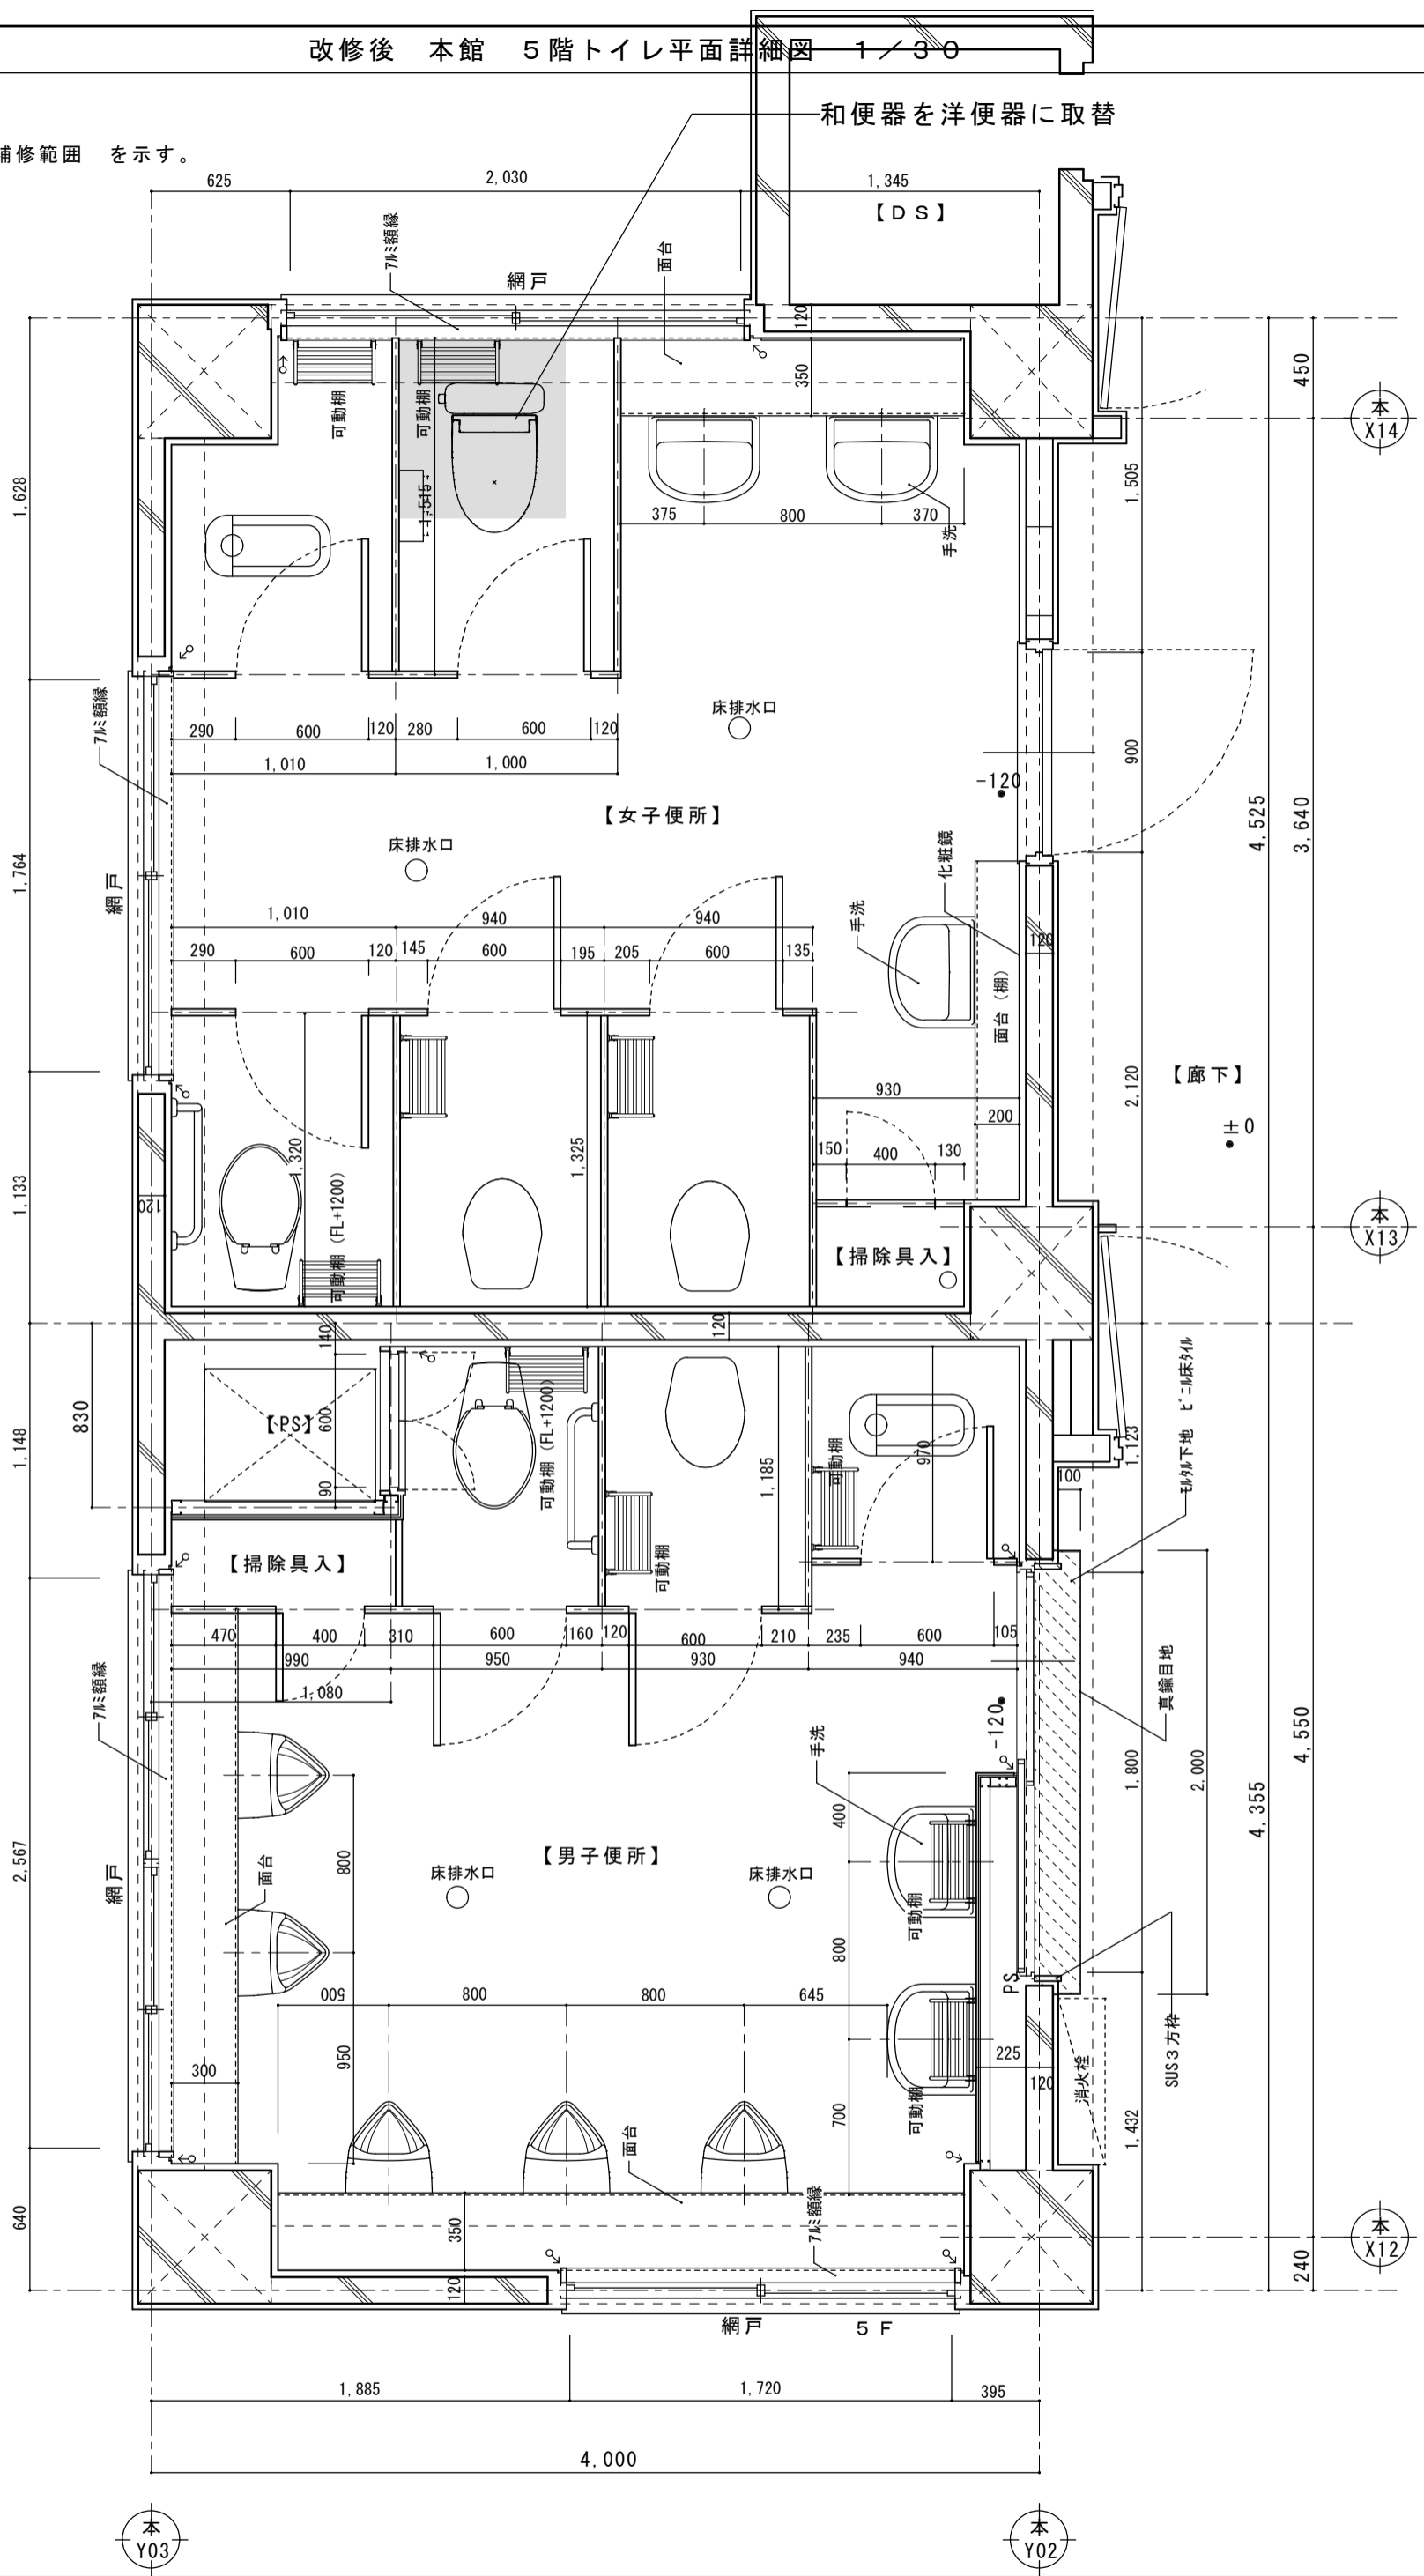 改修後　本館　５階トイレ平面詳細図　１／３０
和便器を洋便器に取替
補修範囲　を示す。
625
2,030
1,345
【ＤＳ】
ｱﾙﾐ額縁
網戸
面台
120
350
450
可動棚
可動棚
本
X14
1,628
1,515
1,505
375
800
370
手洗
ｱﾙﾐ額縁
床排水口
290
600
120
280
600
120
1,010
1,000
900
-120
4,525
3,640
【女子便所】
床排水口
1,764
網戸
化粧鏡
手洗
1,010
940
940
290
600
120
145
600
195
205
600
135
120
面台（棚）
【廊下】
±0
2,120
930
200
1,320
1,325
150
400
130
1,133
120
可動棚（FL+1200）
【掃除具入】
本
X13
140
120
830
【PS】
600
可動棚（FL+1200）
1,148
90
1,185
可動棚
970
1,123
100
ﾓﾙﾀﾙ下地　ﾋﾞﾆﾙ床ﾀｲﾙ
【掃除具入】
可動棚
470
400
310
600
160
120
600
210
235
600
105
990
950
930
940
1,080
ｱﾙﾐ額縁
真鍮目地
-120
手洗
4,550
1,800
2,000
4,355
400
800
【男子便所】
床排水口
床排水口
2,567
網戸
面台
可動棚
800
PS
500
800
800
645
950
300
225
120
消火栓
SUS３方枠
可動棚
700
1,432
面台
640
350
ｱﾙﾐ額縁
本
X12
240
120
網戸
５Ｆ
1,885
1,720
395
4,000
本
Y03
本
Y02